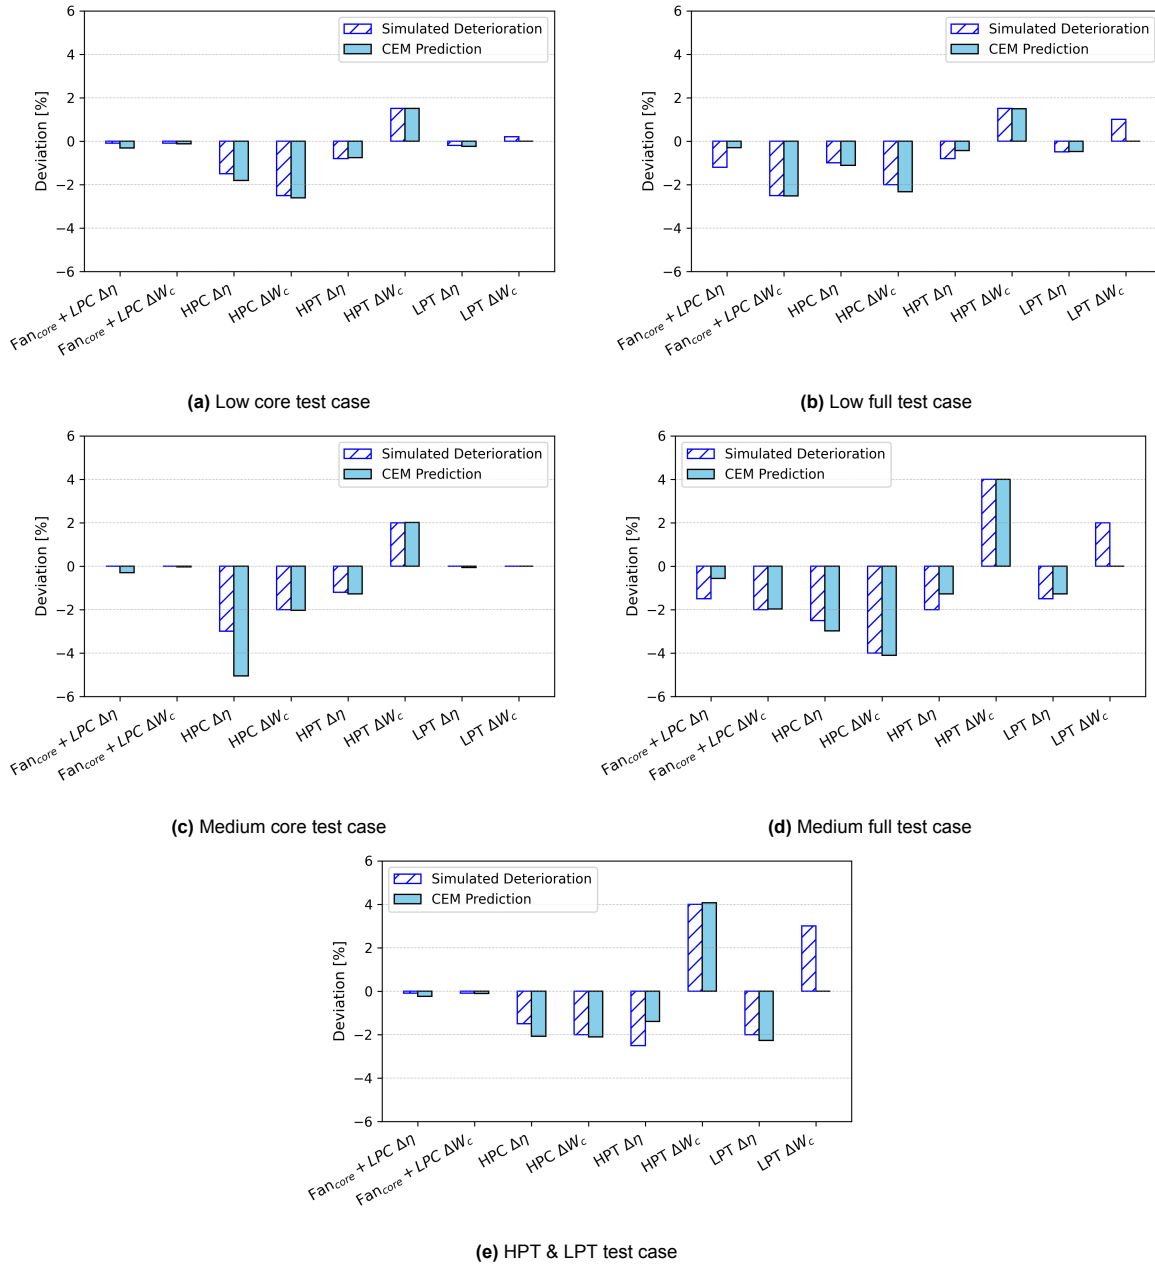 6
4
2
0
−2
−4
−6
Deviation [%]
Simulated Deterioration
CEM Prediction
Fan_core + LPC Δη
Fan_core + LPC ΔW_c
HPC Δη
HPC ΔW_c
HPT Δη
HPT ΔW_c
LPT Δη
LPT ΔW_c
(a) Low core test case
6
4
2
0
−2
−4
−6
Deviation [%]
Simulated Deterioration
CEM Prediction
Fan_core + LPC Δη
Fan_core + LPC ΔW_c
HPC Δη
HPC ΔW_c
HPT Δη
HPT ΔW_c
LPT Δη
LPT ΔW_c
(b) Low full test case
6
4
2
0
−2
−4
−6
Deviation [%]
Simulated Deterioration
CEM Prediction
Fan_core + LPC Δη
Fan_core + LPC ΔW_c
HPC Δη
HPC ΔW_c
HPT Δη
HPT ΔW_c
LPT Δη
LPT ΔW_c
(c) Medium core test case
6
4
2
0
−2
−4
−6
Deviation [%]
Simulated Deterioration
CEM Prediction
Fan_core + LPC Δη
Fan_core + LPC ΔW_c
HPC Δη
HPC ΔW_c
HPT Δη
HPT ΔW_c
LPT Δη
LPT ΔW_c
(d) Medium full test case
6
4
2
0
−2
−4
−6
Deviation [%]
Simulated Deterioration
CEM Prediction
Fan_core + LPC Δη
Fan_core + LPC ΔW_c
HPC Δη
HPC ΔW_c
HPT Δη
HPT ΔW_c
LPT Δη
LPT ΔW_c
(e) HPT & LPT test case